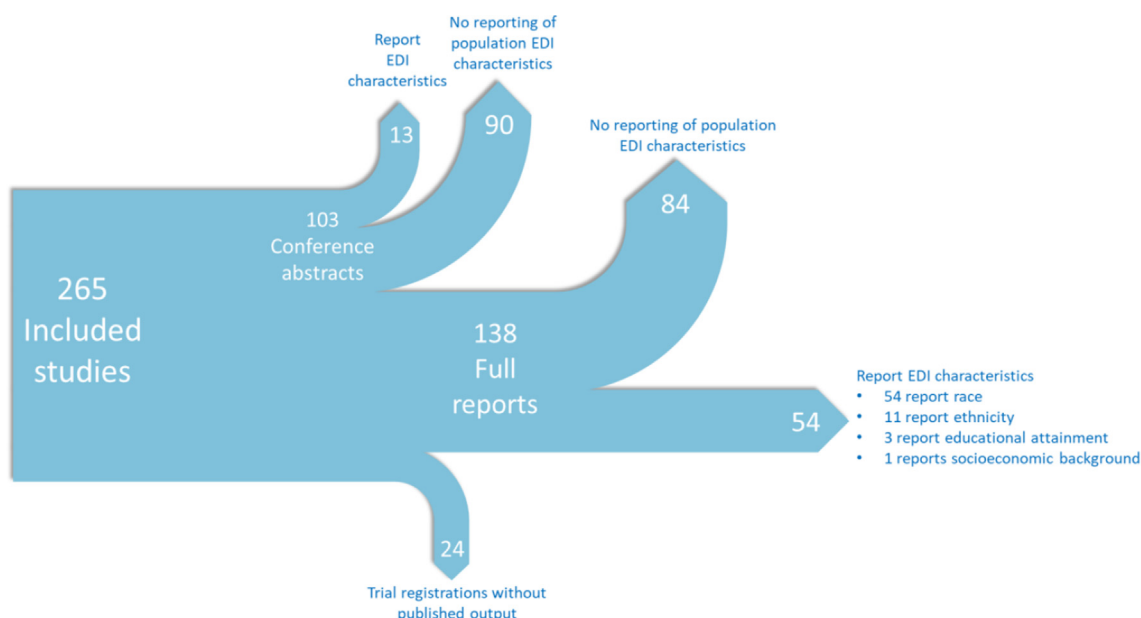 Report
EDI
characteristics
No reporting of
population EDI
characteristics
13
90
No reporting of population
EDI characteristics
84
103
Conference
abstracts
265
Included
studies
138
Full
reports
54
Report EDI characteristics
• 54 report race
• 11 report ethnicity
• 3 report educational attainment
• 1 reports socioeconomic background
24
Trial registrations without
published output